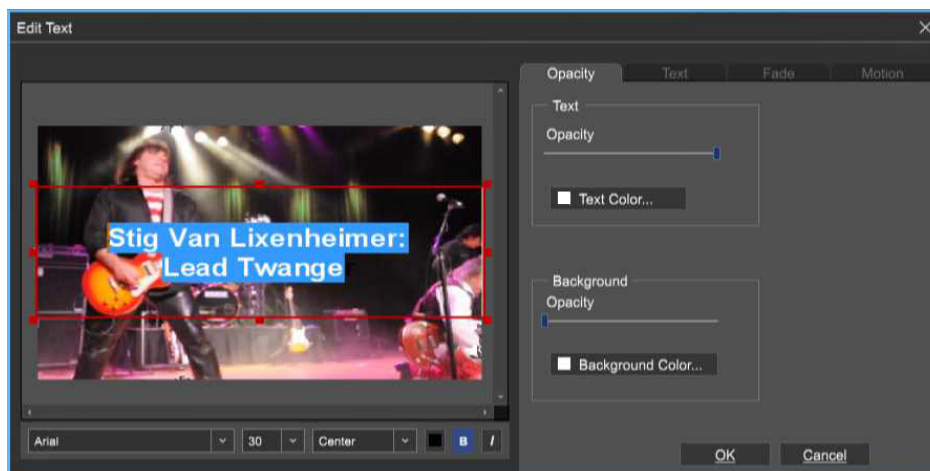 Edit Text
Opacity Text Fade Motion
Text
Opacity
Text Color...
Stig Van Lixenheimer:
Lead Twange
Background
Opacity
Background Color...
Arial 30 Center B I
OK Cancel